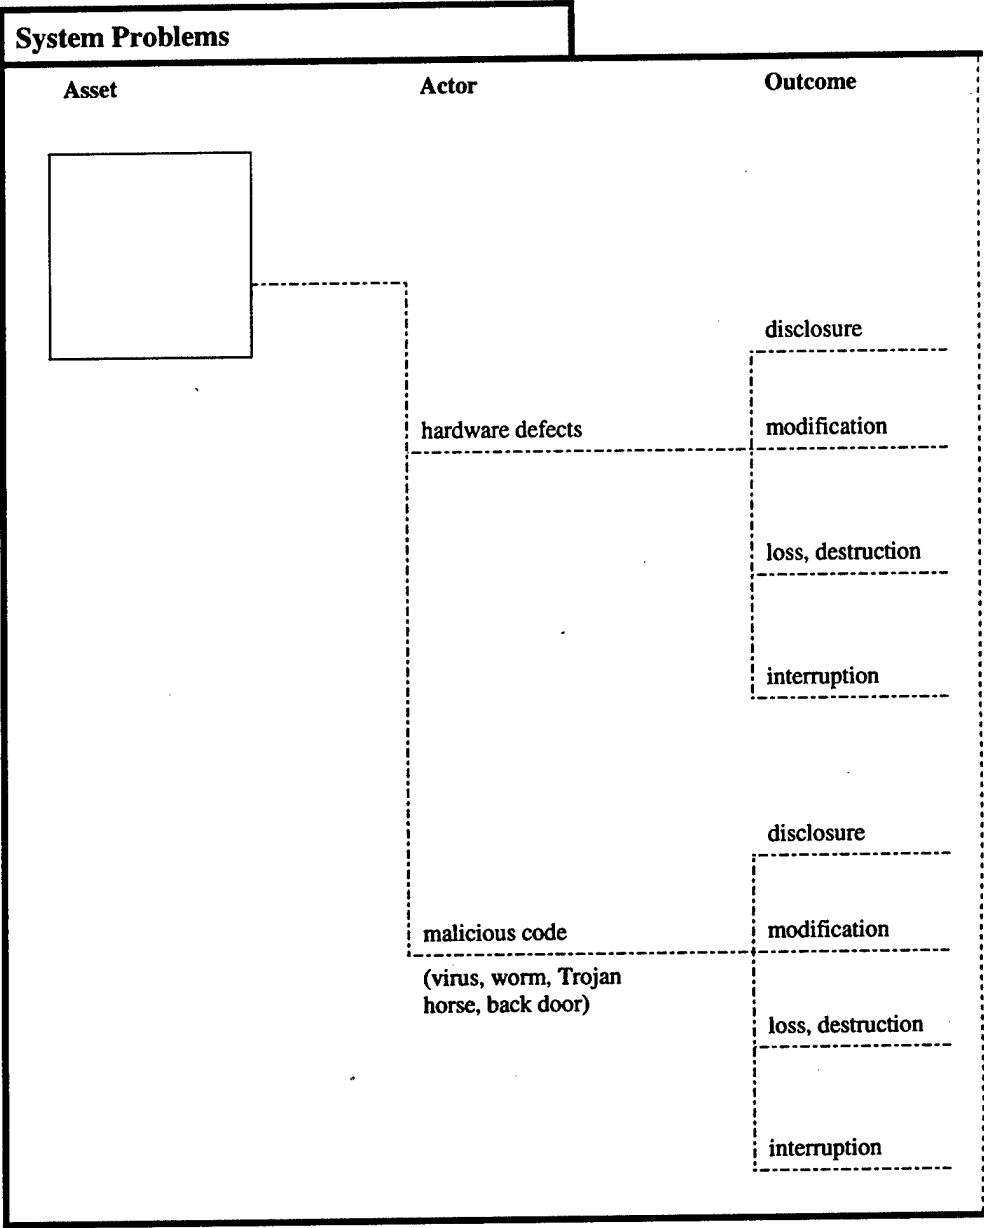 System Problems
Asset
Actor
Outcome
disclosure
hardware defects
modification
loss, destruction
interruption
disclosure
malicious code
(virus, worm, Trojan
horse, back door)
modification
loss, destruction
interruption